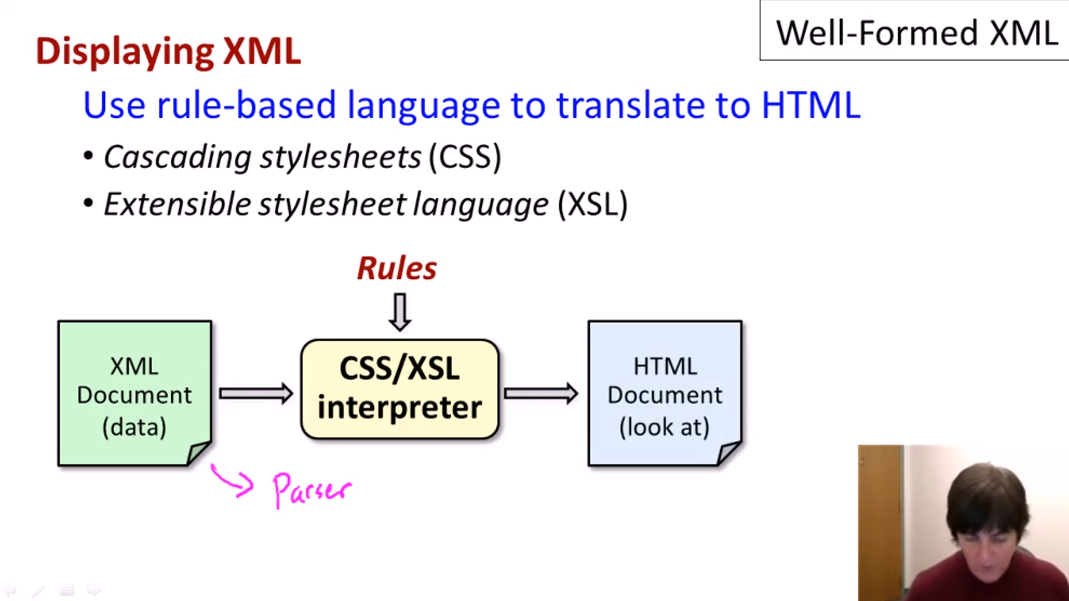 Well-Formed XML
Displaying XML
Use rule-based language to translate to HTML
• Cascading stylesheets (CSS)
• Extensible stylesheet language (XSL)
Rules
XML
Document
(data)
CSS/XSL
interpreter
HTML
Document
(look at)
Parser